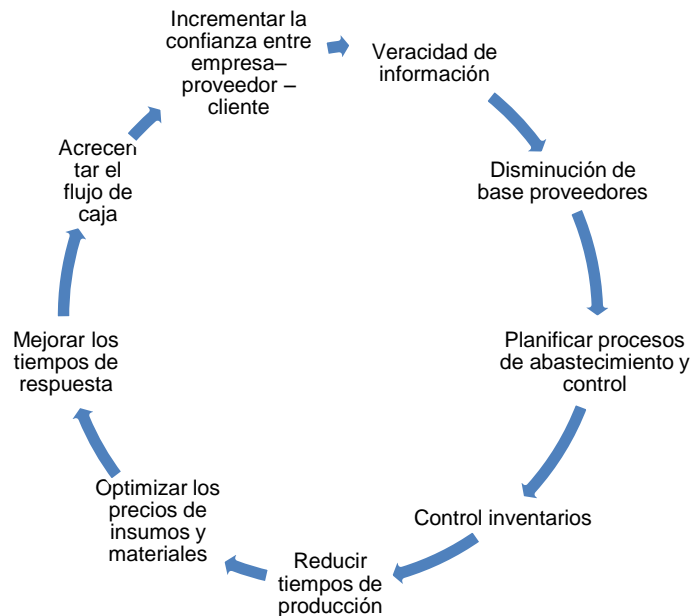 Incrementar la
confianza entre
empresa–
proveedor –
cliente
Veracidad de
información
Disminución de
base proveedores
Planificar procesos
de abastecimiento y
control
Control inventarios
Reducir
tiempos de
producción
Optimizar los
precios de
insumos y
materiales
Mejorar los
tiempos de
respuesta
Acrecen
tar el
flujo de
caja